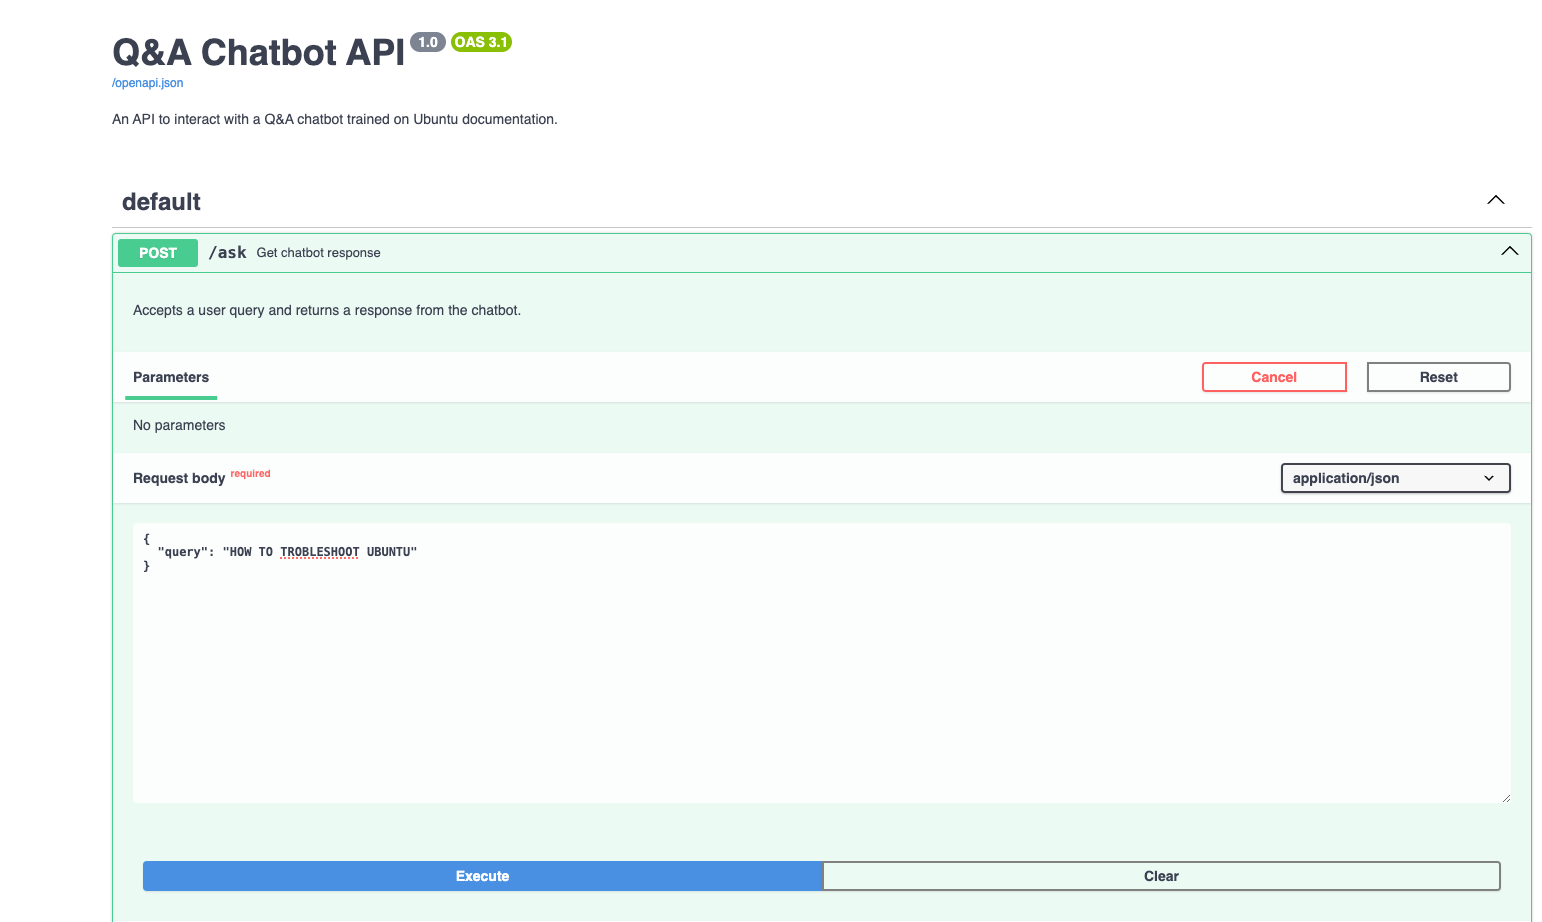 Q&A Chatbot API 1.0 OAS 3.1
/openapi.json
An API to interact with a Q&A chatbot trained on Ubuntu documentation.
default
POST /ask Get chatbot response
Accepts a user query and returns a response from the chatbot.
Parameters Cancel Reset
No parameters
Request body required application/json
{
  "query": "HOW TO TROBLESHOOT UBUNTU"
}
Execute Clear